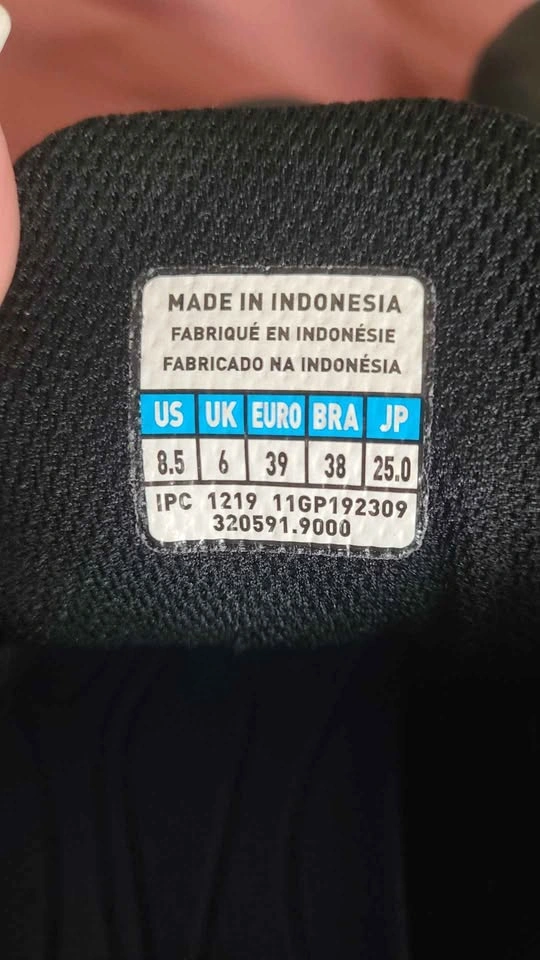 MADE IN INDONESIA
FABRIQUÉ EN INDONÉSIE
FABRICADO NA INDONÉSIA
US UK EURO BRA JP
8.5 6 39 38 25.0
IPC 1219 11GP192309
320591.9000